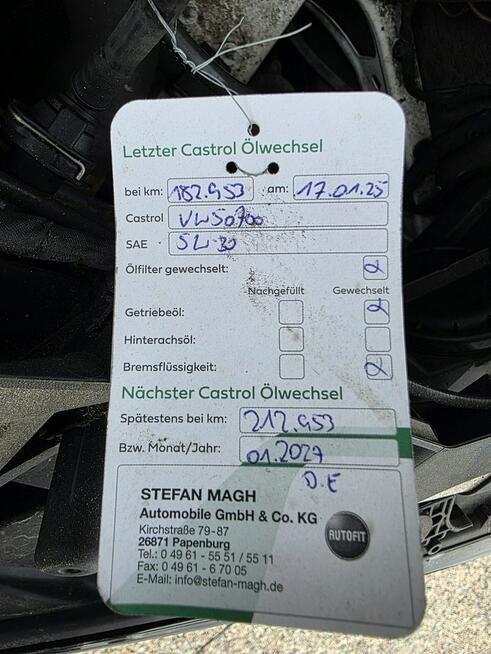 Letzter Castrol Ölwechsel
bei km: 182.953 am: 17.01.25
Castrol VW50700
SAE 5W30
Ölfilter gewechselt: x
Nachgefüllt Gewechselt
Getriebeöl: x
Hinterachsöl:
Bremsflüssigkeit: x
Nächster Castrol Ölwechsel
Spätestens bei km: 212.953
Bzw. Monat/Jahr: 01.2027
D.E
STEFAN MAGH
Automobile GmbH & Co. KG
Kirchstraße 79-87
26871 Papenburg
Tel.: 0 49 61 - 55 51 / 55 11
Fax: 0 49 61 - 6 70 05
E-Mail: info@stefan-magh.de
AUTOFIT